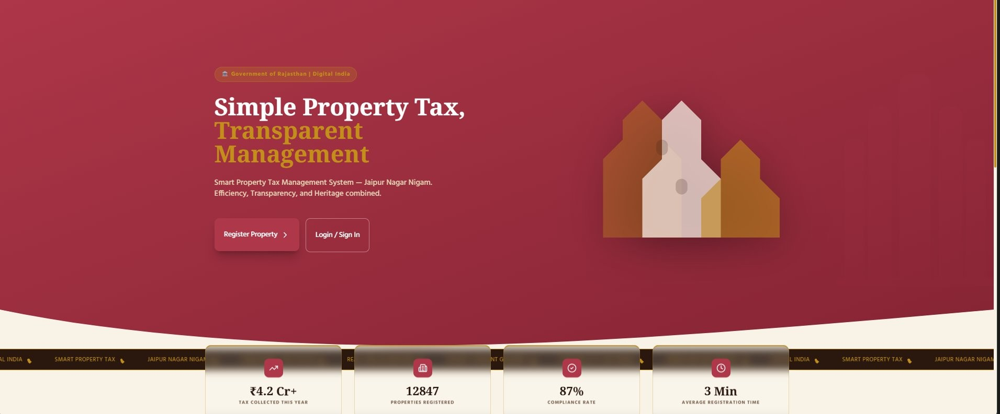 Government of Rajasthan | Digital India
Simple Property Tax,
Transparent
Management
Smart Property Tax Management System — Jaipur Nagar Nigam.
Efficiency, Transparency, and Heritage combined.
Register Property
Login / Sign In
AL INDIA SMART PROPERTY TAX JAIPUR NAGAR NIGAM RE NT G L INDIA SMART PROPERTY TAX JAIPUR NAGAR NIGAM
₹4.2 Cr+
TAX COLLECTED THIS YEAR
12847
PROPERTIES REGISTERED
87%
COMPLIANCE RATE
3 Min
AVERAGE REGISTRATION TIME